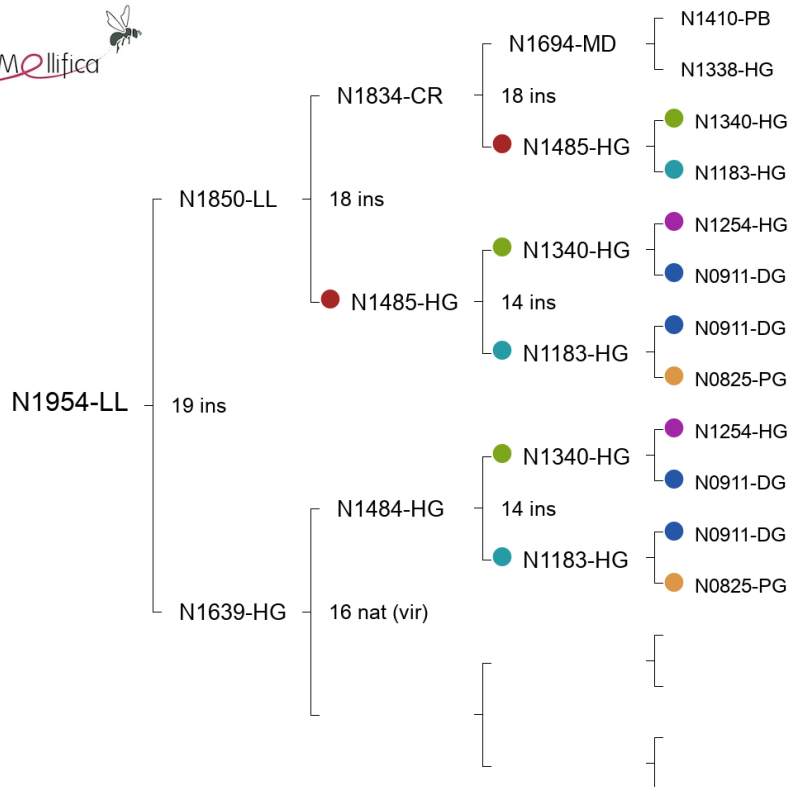 Mellifica
N1410-PB
N1694-MD
N1338-HG
N1834-CR
18 ins
N1340-HG
N1485-HG
N1183-HG
N1850-LL
18 ins
N1254-HG
N1340-HG
N0911-DG
N1485-HG
14 ins
N0911-DG
N1183-HG
N0825-PG
N1954-LL
19 ins
N1254-HG
N1340-HG
N0911-DG
N1484-HG
14 ins
N0911-DG
N1183-HG
N0825-PG
N1639-HG
16 nat (vir)